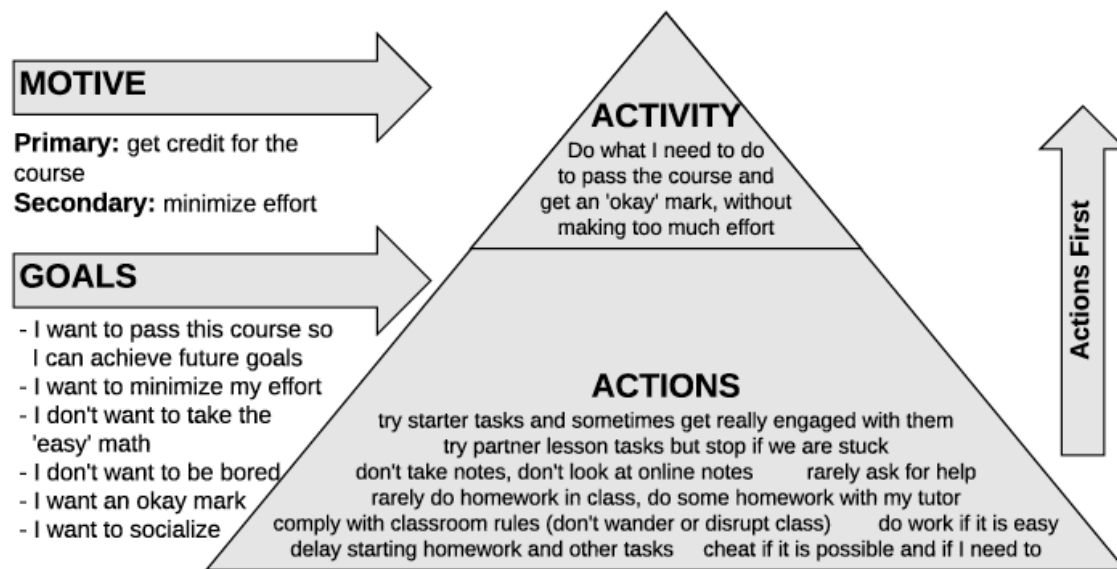 MOTIVE
Primary: get credit for the
course
Secondary: minimize effort
GOALS
- I want to pass this course so
I can achieve future goals
- I want to minimize my effort
- I don't want to take the
'easy' math
- I don't want to be bored
- I want an okay mark
- I want to socialize
ACTIVITY
Do what I need to do
to pass the course and
get an 'okay' mark, without
making too much effort
ACTIONS
try starter tasks and sometimes get really engaged with them
try partner lesson tasks but stop if we are stuck
don't take notes, don't look at online notes rarely ask for help
rarely do homework in class, do some homework with my tutor
comply with classroom rules (don't wander or disrupt class) do work if it is easy
delay starting homework and other tasks cheat if it is possible and if I need to
Actions First